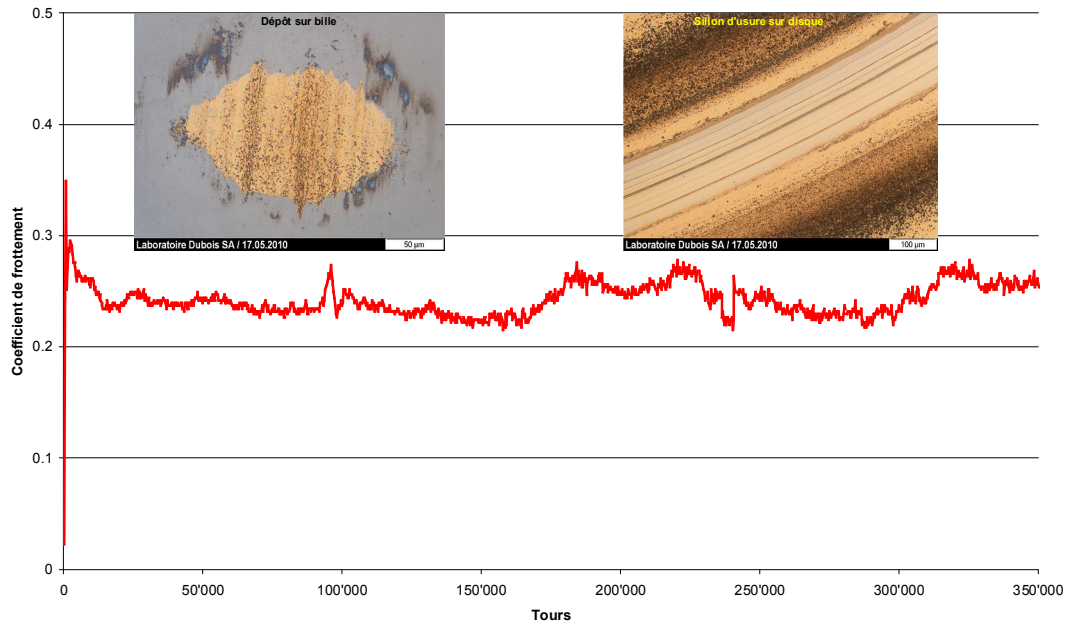 0.5
Dépôt sur bille
Sillon d'usure sur disque
0.4
0.3
Laboratoire Dubois SA / 17.05.2010
50 µm
Laboratoire Dubois SA / 17.05.2010
100 µm
Coefficient de frottement
0.2
0.1
0
0
50'000
100'000
150'000
200'000
250'000
300'000
350'000
Tours